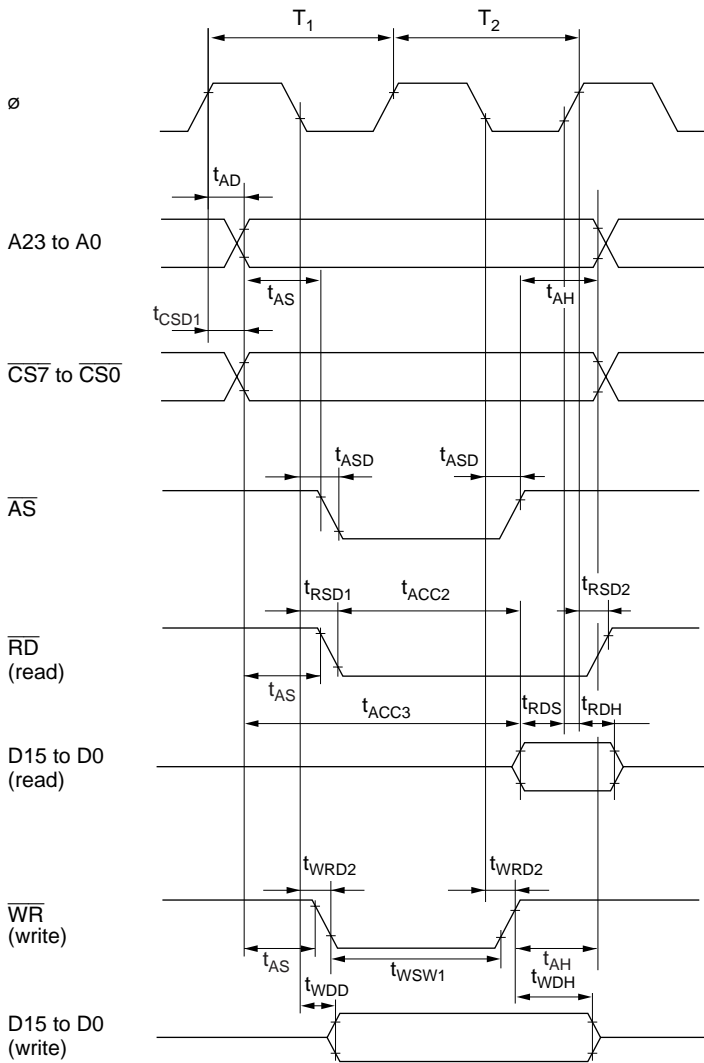 T1 T2
ø
tAD
A23 to A0
tAS tAH
tCSD1
CS7 to CS0
tASD tASD
AS
tRSD1 tACC2 tRSD2
RD
(read)
tAS
tACC3 tRDS tRDH
D15 to D0
(read)
tWRD2 tWRD2
WR
(write)
tAS tWSW1 tAH
tWDD tWDH
D15 to D0
(write)